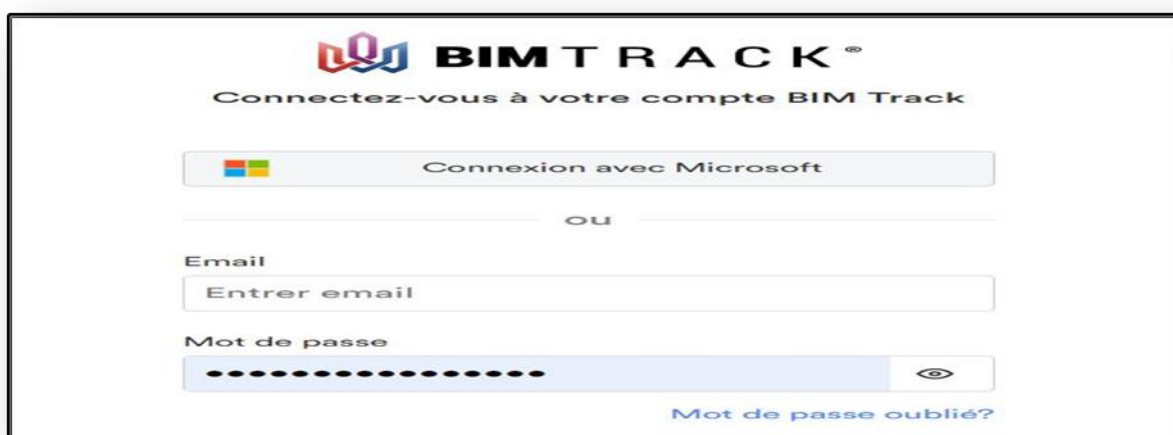 BIMTRACK®
Connectez-vous à votre compte BIM Track
Connexion avec Microsoft
ou
Email
Entrer email
Mot de passe
••••••••••••••••
Mot de passe oublié?